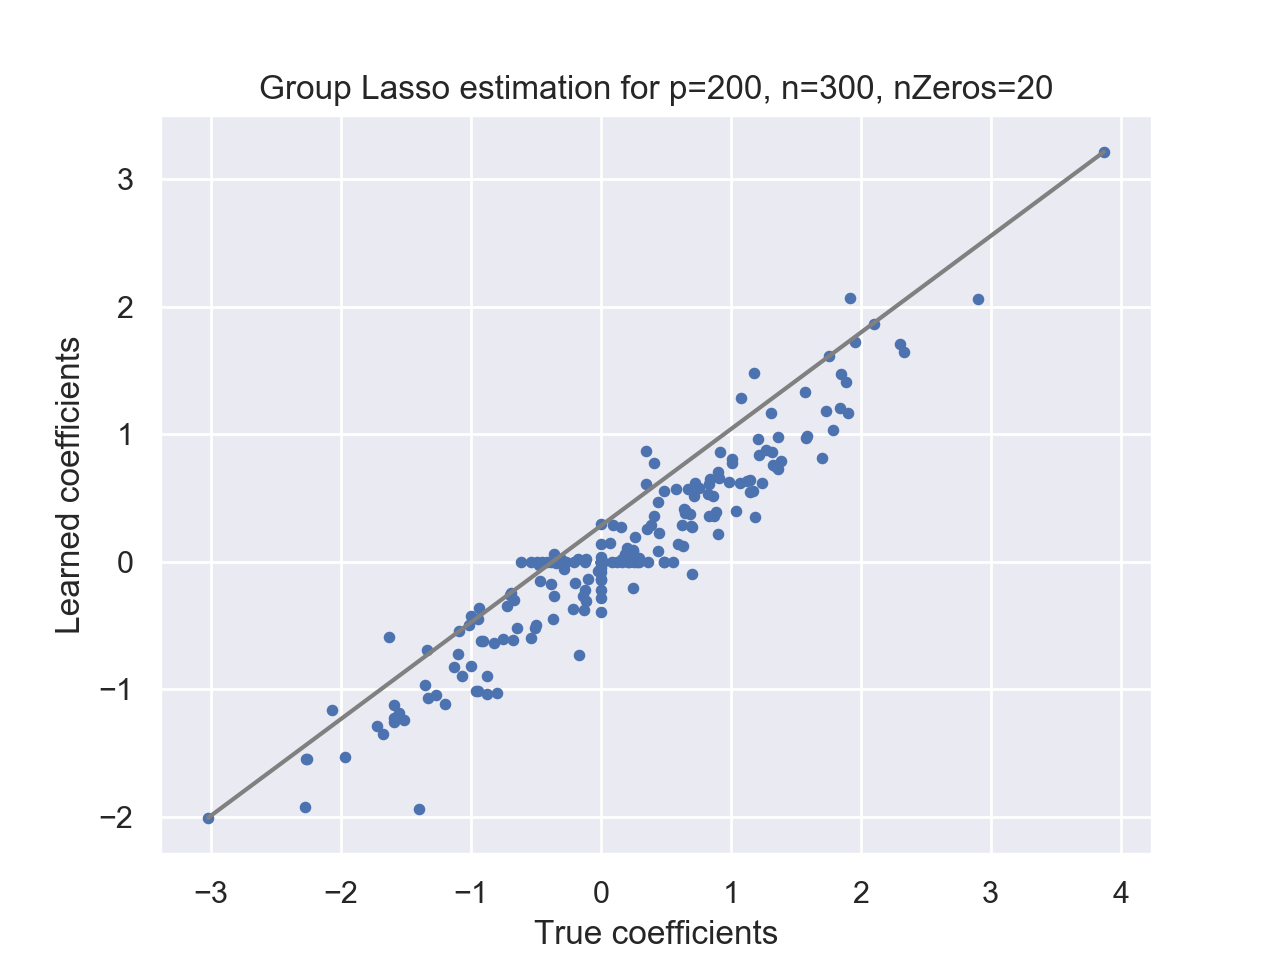 Group Lasso estimation for p=200, n=300, nZeros=20
3
2
1
0
−1
−2
Learned coefficients
−3 −2 −1 0 1 2 3 4
True coefficients